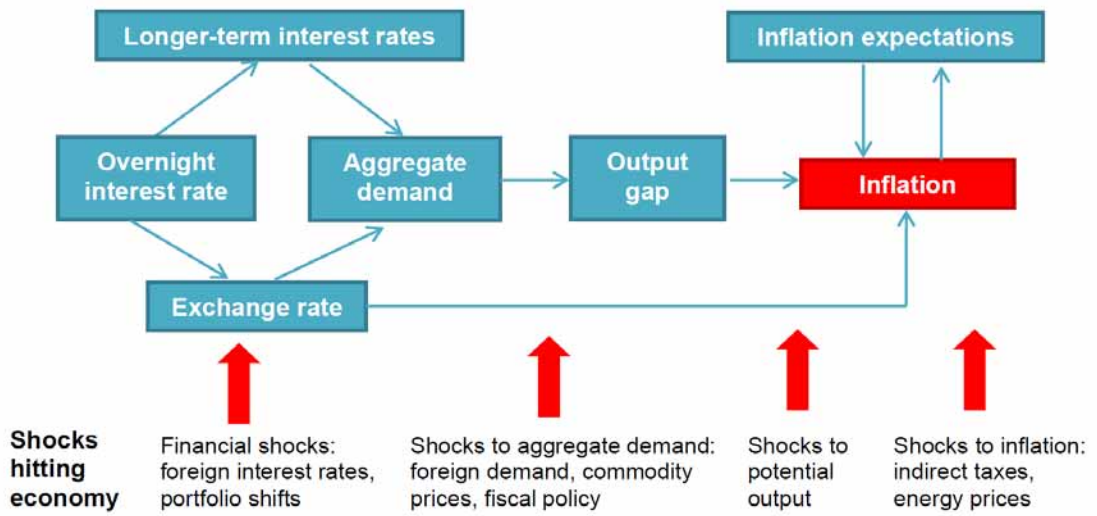 Longer-term interest rates
Inflation expectations
Overnight
interest rate
Aggregate
demand
Output
gap
Inflation
Exchange rate
Shocks
hitting
economy
Financial shocks:
foreign interest rates,
portfolio shifts
Shocks to aggregate demand:
foreign demand, commodity
prices, fiscal policy
Shocks to
potential
output
Shocks to inflation:
indirect taxes,
energy prices